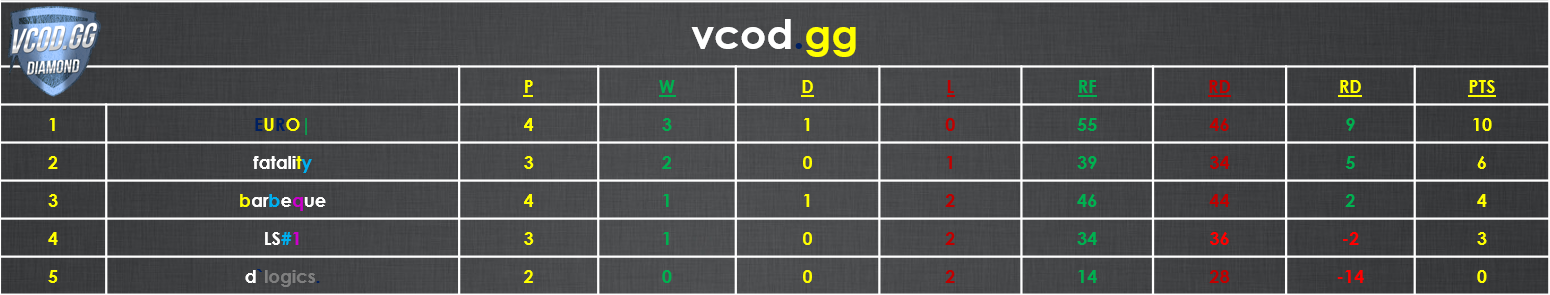 VCOD.GG
DIAMOND
vcod.gg
P W D L RF RD RD PTS
1 EURO| 4 3 1 0 55 46 9 10
2 fatality 3 2 0 1 39 34 5 6
3 barbeque 4 1 1 2 46 44 2 4
4 LS#1 3 1 0 2 34 36 -2 3
5 d`logics. 2 0 0 2 14 28 -14 0